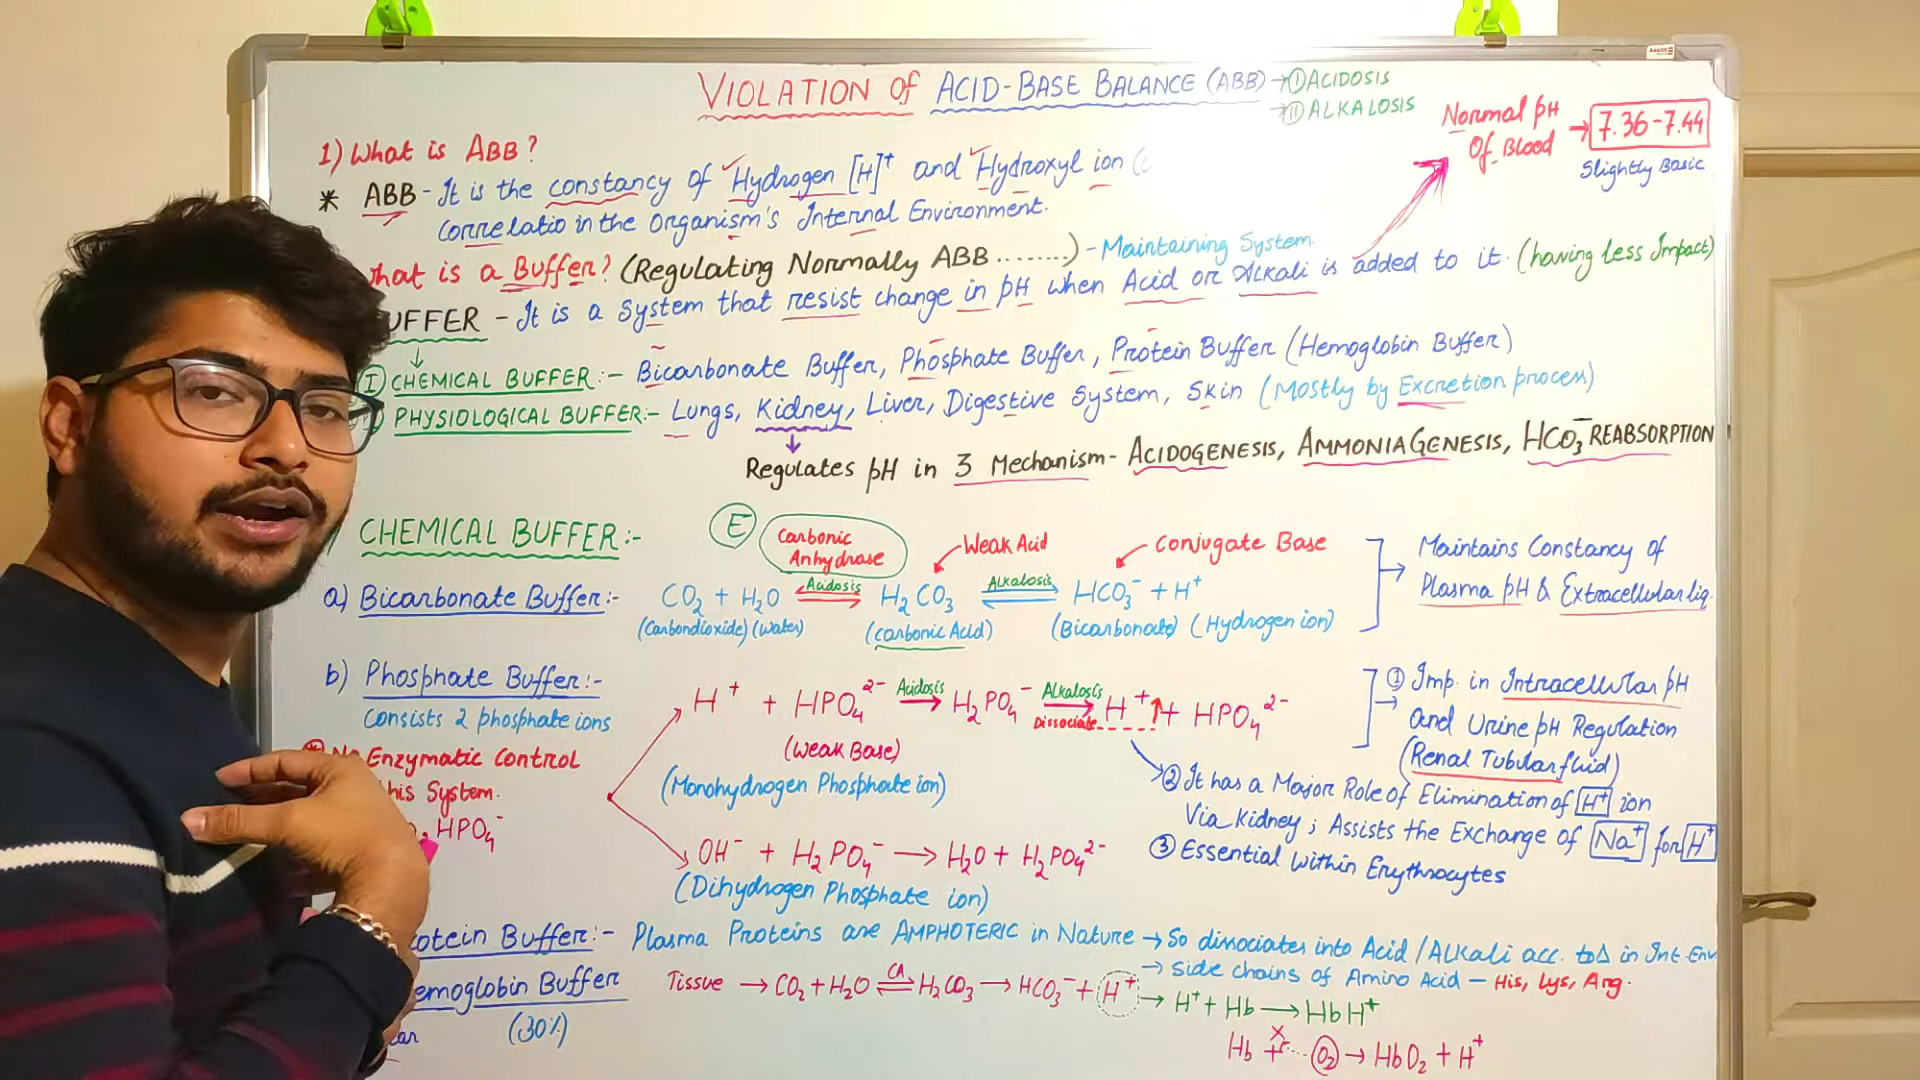 VIOLATION Of ACID-BASE BALANCE (ABB) → I ACIDOSIS
→ II ALKALOSIS
Normal pH Of Blood → 7.36-7.44
Slightly Basic
1) What is ABB?
* ABB - It is the constancy of Hydrogen [H]+ and Hydroxyl ion (
correlatio in the organism's Internal Environment.
hat is a Buffer? (Regulating Normally ABB ........) - Maintaining System.
UFFER - It is a System that resist change in pH when Acid or Alkali is added to it. (having less Impact)
I CHEMICAL BUFFER:- Bicarbonate Buffer, Phosphate Buffer, Protein Buffer (Hemoglobin Buffer)
PHYSIOLOGICAL BUFFER:- Lungs, Kidney, Liver, Digestive System, Skin (Mostly by Excretion process)
Regulates pH in 3 Mechanism- ACIDOGENESIS, AMMONIAGENESIS, HCO3- REABSORPTION
CHEMICAL BUFFER:-
E Carbonic Anhydrase
Weak Acid
Conjugate Base
a) Bicarbonate Buffer:- CO2 + H2O ⇌ Acidosis H2CO3 ⇌ Alkalosis HCO3- + H+
(Carbondioxide) (Water) (carbonic Acid) (Bicarbonate) (Hydrogen ion)
→ Maintains Constancy of
Plasma pH & Extracellular liq.
b) Phosphate Buffer:-
Consists 2 phosphate ions
Enzymatic control
his System.
HPO4-
H+ + HPO4 2- Acidosis → H2PO4- Alkalosis → Dissociate H+ ↑ + HPO4 2-
(Weak Base)
(Monohydrogen Phosphate ion)
→ ① Imp. in Intracellular pH
and Urine pH Regulation
(Renal Tubular fluid)
② It has a Major Role of Elimination of H+ ion
Via Kidney; Assists the Exchange of Na+ for H+
③ Essential within Erythrocytes
OH- + H2PO4- → H2O + H2PO4 2-
(Dihydrogen Phosphate ion)
otein Buffer:- Plasma Proteins are AMPHOTERIC in Nature → So dissociates into Acid/Alkali acc. to Δ in Int. Env
→ side chains of Amino Acid - His, Lys, Arg.
emoglobin Buffer
(30%)
Tissue → CO2 + H2O ⇌ CA H2CO3 → HCO3- + H+
→ H+ + Hb → HbH+
Hb + x O2 → HbO2 + H+